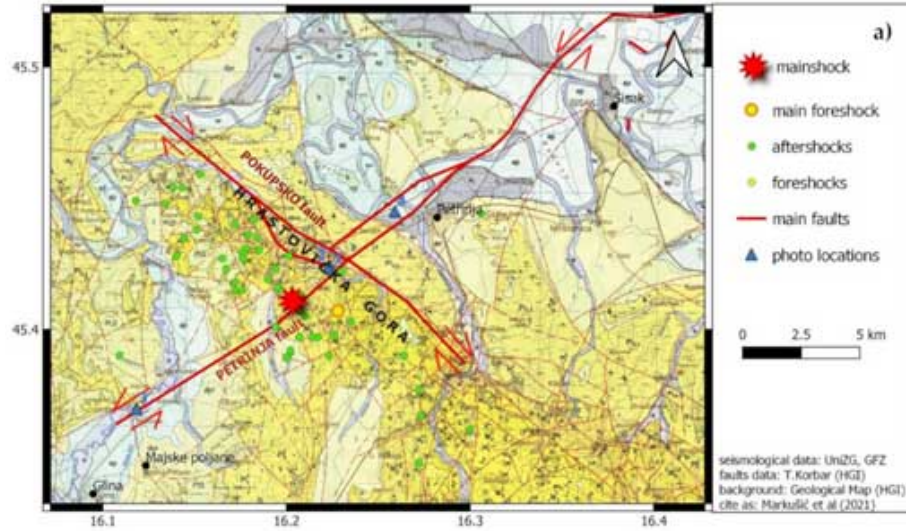 a)
45.5
45.4
16.1
16.2
16.3
16.4
Sisak
Petrinja
POKUPSKO fault
HRASTOVIČKA GORA
PETRINJA fault
Majske poljane
Glina
mainshock
main foreshock
aftershocks
foreshocks
main faults
photo locations
0 2.5 5 km
seismological data: UniZG, GFZ
faults data: T.Korbar (HGI)
background: Geological Map (HGI)
cite as: Markušić et al (2021)